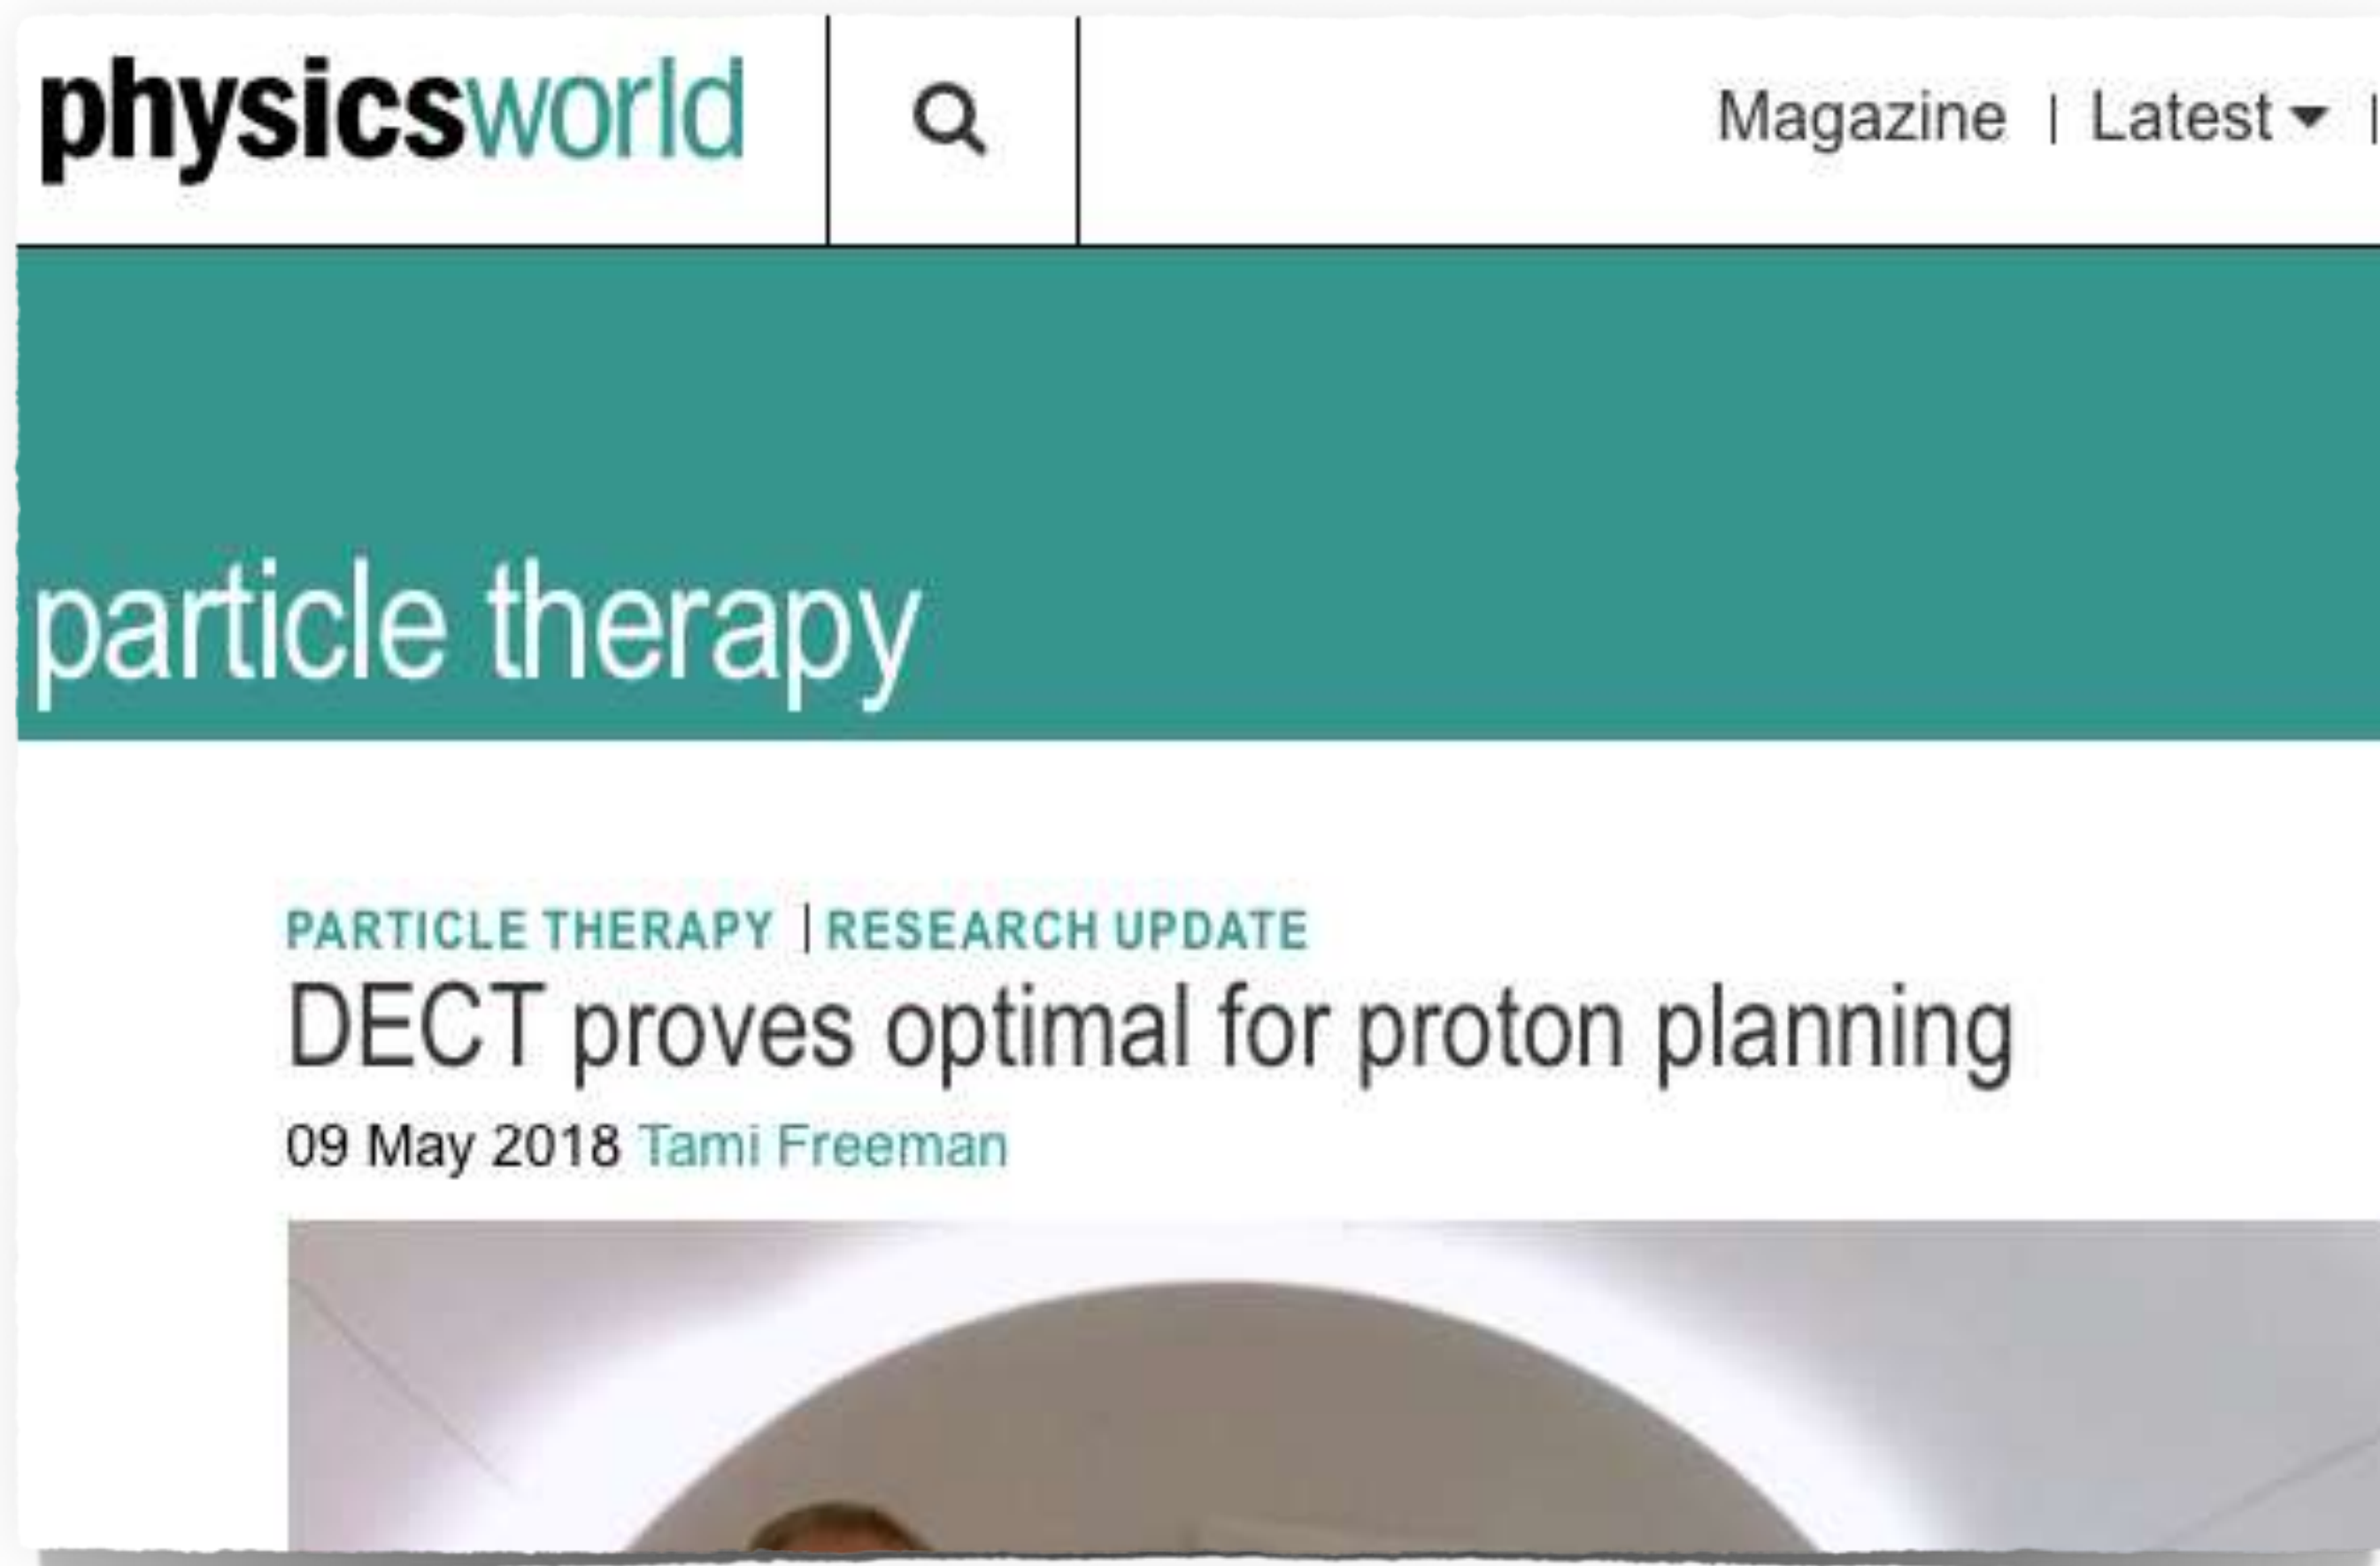 physicsworld
Magazine | Latest
particle therapy
PARTICLE THERAPY | RESEARCH UPDATE
DECT proves optimal for proton planning
09 May 2018 Tami Freeman